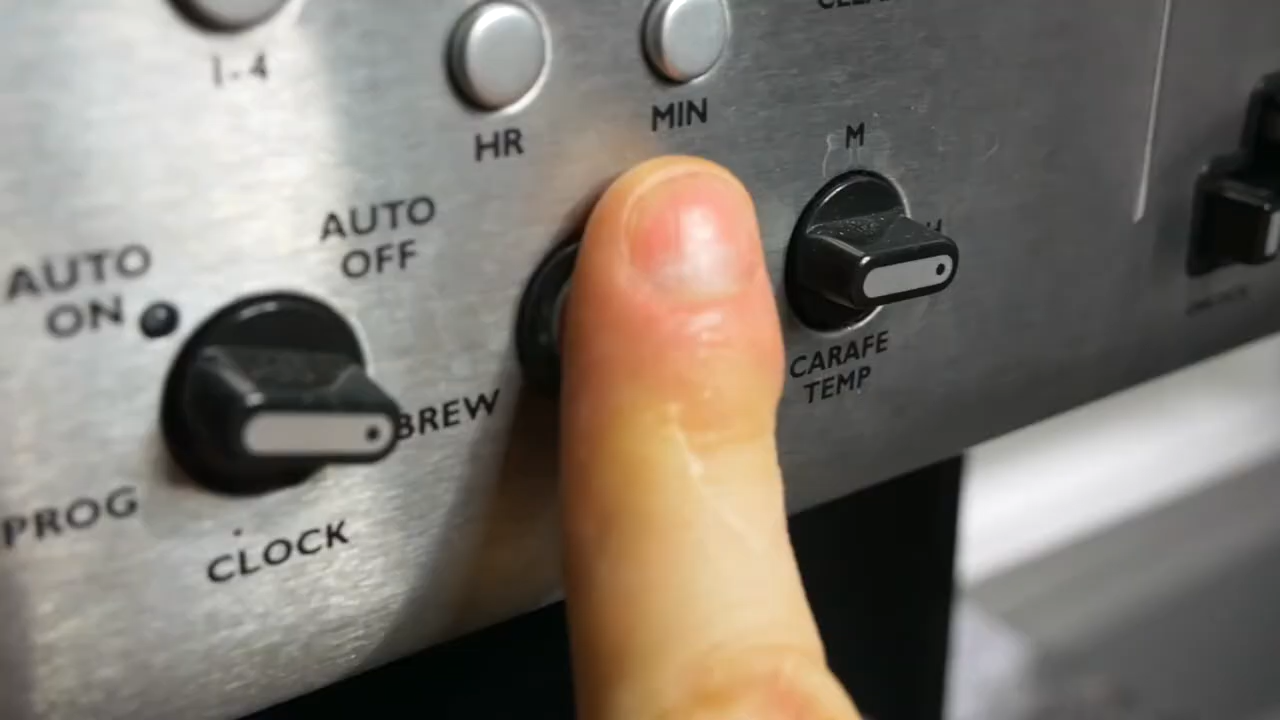 1-4
HR
MIN
M
AUTO
ON
AUTO
OFF
BREW
CARAFE
TEMP
PROG
CLOCK